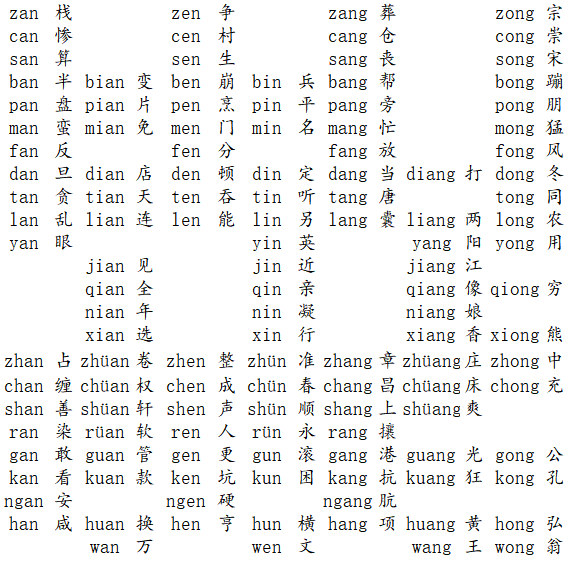 zan 栈 zen 争 zang 葬 zong 宗
can 惨 cen 村 cang 仓 cong 崇
san 算 sen 生 sang 丧 song 宋
ban 半 bian 变 ben 崩 bin 兵 bang 帮 bong 蹦
pan 盘 pian 片 pen 烹 pin 平 pang 旁 pong 朋
man 蛮 mian 免 men 门 min 名 mang 忙 mong 猛
fan 反 fen 分 fang 放 fong 风
dan 旦 dian 店 den 顿 din 定 dang 当 diang 打 dong 冬
tan 贪 tian 天 ten 吞 tin 听 tang 唐 tong 同
lan 乱 lian 连 len 能 lin 另 lang 囊 liang 两 long 农
yan 眼 yin 英 yang 阳 yong 用
jian 见 jin 近 jiang 江
qian 全 qin 亲 qiang 像 qiong 穷
nian 年 nin 凝 niang 娘
xian 选 xin 行 xiang 香 xiong 熊
zhan 占 zhüan 卷 zhen 整 zhün 准 zhang 章 zhüang 庄 zhong 中
chan 缠 chüan 权 chen 成 chün 春 chang 昌 chüang 床 chong 充
shan 善 shüan 轩 shen 声 shün 顺 shang 上 shüang 爽
ran 染 rüan 软 ren 人 rün 永 rang 攘
gan 敢 guan 管 gen 更 gun 滚 gang 港 guang 光 gong 公
kan 看 kuan 款 ken 坑 kun 困 kang 抗 kuang 狂 kong 孔
ngan 安 ngen 硬 ngang 肮
han 咸 huan 换 hen 亨 hun 横 hang 项 huang 黄 hong 弘
wan 万 wen 文 wang 王 wong 翁